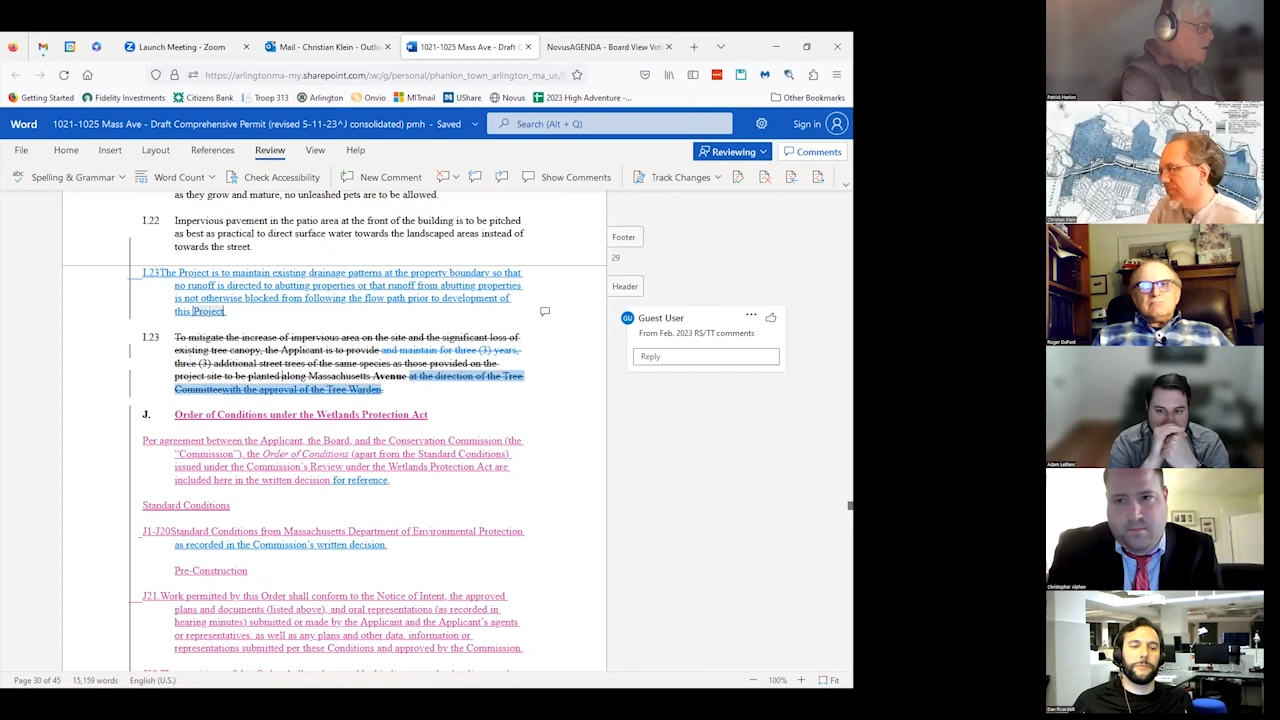 Launch Meeting - Zoom
Mail - Christian Klein - Outlo
1021-1025 Mass Ave - Draft C
NovusAGENDA - Board View Vot
https://arlingtonma-my.sharepoint.com/:w:/g/personal/phanlon_town_arlington_ma_us/
Getting Started
Fidelity Investments
Citizens Bank
Troop 313
Arlington
Onvio
MITmail
UShare
Novus
2023 High Adventure -...
Other Bookmarks
Word
1021-1025 Mass Ave - Draft Comprehensive Permit (revised 5-11-23^J consolidated) pmh - Saved
Search (Alt + Q)
Sign in
File Home Insert Layout References Review View Help
Reviewing
Comments
Spelling & Grammar
Word Count
Check Accessibility
New Comment
Show Comments
Track Changes
as they grow and mature, no unleashed pets are to be allowed.
I.22 Impervious pavement in the patio area at the front of the building is to be pitched
as best as practical to direct surface water towards the landscaped areas instead of
towards the street.
Footer
29
Header
I.23The Project is to maintain existing drainage patterns at the property boundary so that
no runoff is directed to abutting properties or that runoff from abutting properties
is not otherwise blocked from following the flow path prior to development of
this Project.
GU Guest User
From Feb. 2023 RS/TT comments
Reply
I.23 To mitigate the increase of impervious area on the site and the significant loss of
existing tree canopy, the Applicant is to provide and maintain for three (3) years,
three (3) additional street trees of the same species as those provided on the
project site to be planted along Massachusetts Avenue at the direction of the Tree
Committeewith the approval of the Tree Warden.
J. Order of Conditions under the Wetlands Protection Act
Per agreement between the Applicant, the Board, and the Conservation Commission (the
“Commission”), the Order of Conditions (apart from the Standard Conditions)
issued under the Commission’s Review under the Wetlands Protection Act are
included here in the written decision for reference.
Standard Conditions
J1-J20Standard Conditions from Massachusetts Department of Environmental Protection
as recorded in the Commission’s written decision.
Pre-Construction
J21.Work permitted by this Order shall conform to the Notice of Intent, the approved
plans and documents (listed above), and oral representations (as recorded in
hearing minutes) submitted or made by the Applicant and the Applicant’s agents
or representatives, as well as any plans and other data, information or
representations submitted per these Conditions and approved by the Commission.
Page 30 of 45
15,159 words
English (U.S.)
100%
Fit
Patrick Hanlon
Christian Klein
Roger DuPont
Adam LeBlanc
Christopher Alphen
Dan Ricardelli